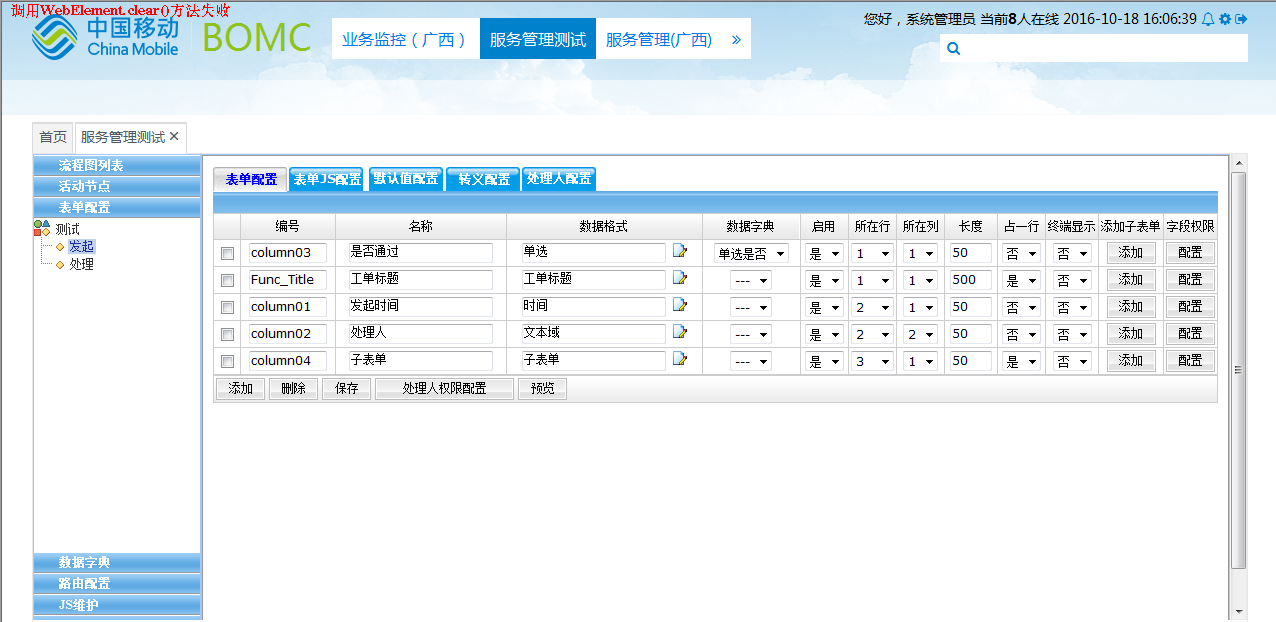 调用WebElement.clear()方法失败
中国移动
China Mobile
BOMC
业务监控（广西） 服务管理测试 服务管理(广西) »
您好，系统管理员 当前8人在线 2016-10-18 16:06:39
首页 服务管理测试 ✕
流程图列表
活动节点
表单配置
测试
发起
处理
数据字典
路由配置
JS维护
表单配置 表单JS配置 默认值配置 转义配置 处理人配置
编号 名称 数据格式 数据字典 启用 所在行 所在列 长度 占一行 终端显示 添加子表单 字段权限
column03 是否通过 单选 单选是否 是 1 1 50 否 否 添加 配置
Func_Title 工单标题 工单标题 --- 是 1 1 500 是 否 添加 配置
column01 发起时间 时间 --- 是 2 1 50 否 否 添加 配置
column02 处理人 文本域 --- 是 2 2 50 否 否 添加 配置
column04 子表单 子表单 --- 是 3 1 50 是 否 添加 配置
添加 删除 保存 处理人权限配置 预览